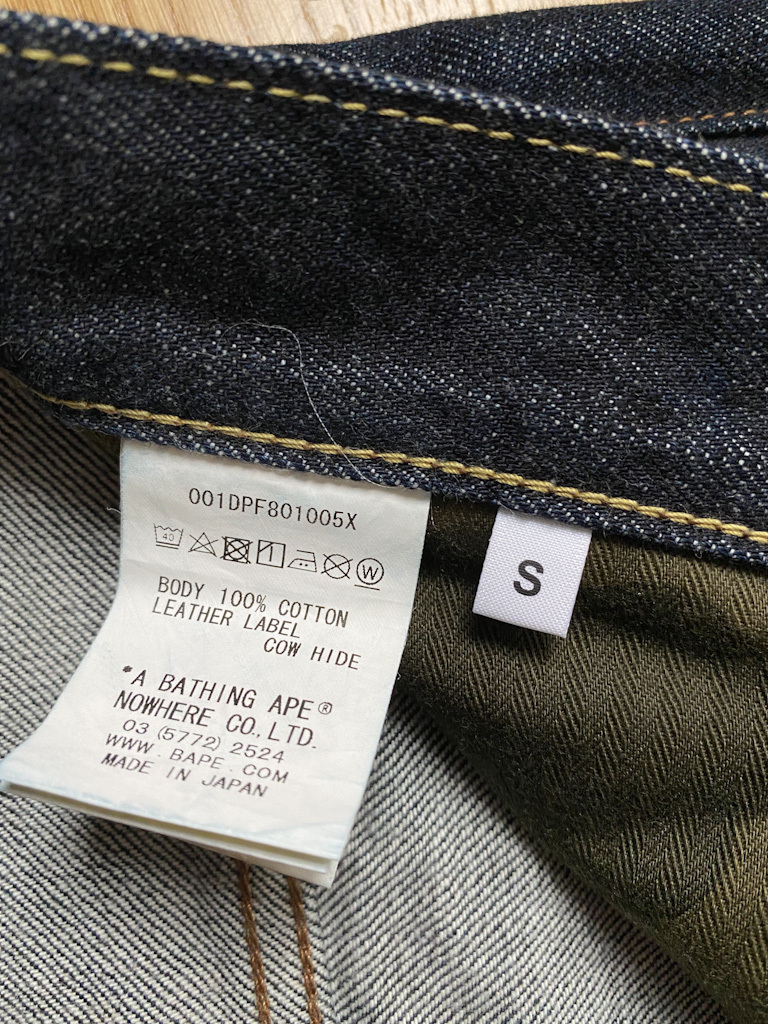 001DPF801005X
40
W
BODY 100% COTTON
LEATHER LABEL
COW HIDE
*A BATHING APE®
NOWHERE CO., LTD.
03 (5772) 2524
WWW. BAPE. COM
MADE IN JAPAN
S